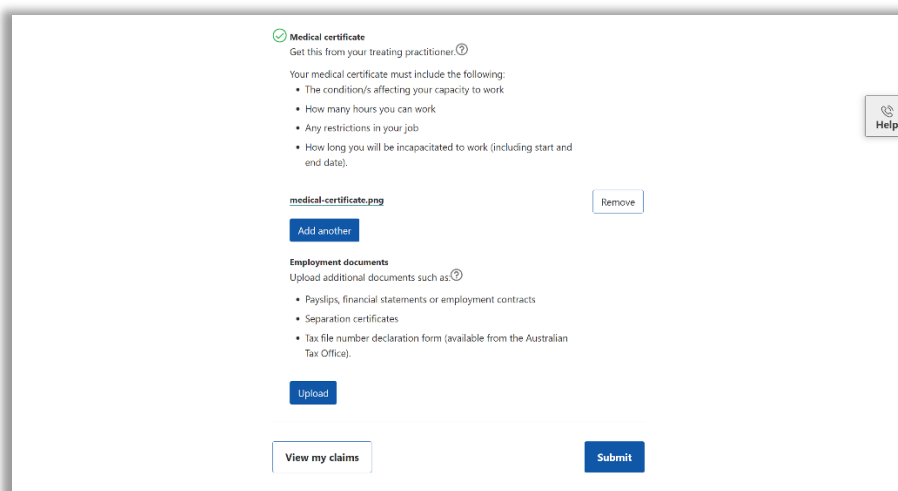 Medical certificate
Get this from your treating practitioner.
Your medical certificate must include the following:
• The condition/s affecting your capacity to work
• How many hours you can work
• Any restrictions in your job
• How long you will be incapacitated to work (including start and
end date).
medical-certificate.png
Remove
Add another
Employment documents
Upload additional documents such as:
• Payslips, financial statements or employment contracts
• Separation certificates
• Tax file number declaration form (available from the Australian
Tax Office).
Upload
View my claims
Submit
Help